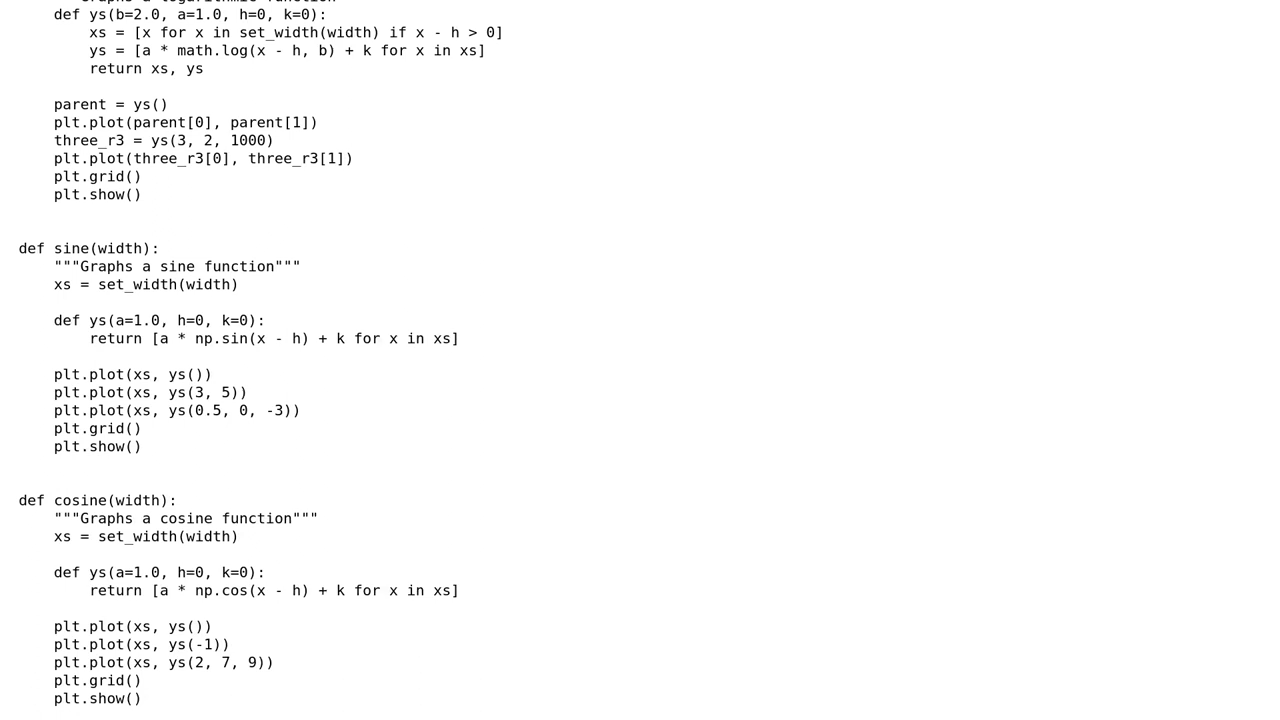 def ys(b=2.0, a=1.0, h=0, k=0):
        xs = [x for x in set_width(width) if x - h > 0]
        ys = [a * math.log(x - h, b) + k for x in xs]
        return xs, ys

    parent = ys()
    plt.plot(parent[0], parent[1])
    three_r3 = ys(3, 2, 1000)
    plt.plot(three_r3[0], three_r3[1])
    plt.grid()
    plt.show()


def sine(width):
    """Graphs a sine function"""
    xs = set_width(width)

    def ys(a=1.0, h=0, k=0):
        return [a * np.sin(x - h) + k for x in xs]

    plt.plot(xs, ys())
    plt.plot(xs, ys(3, 5))
    plt.plot(xs, ys(0.5, 0, -3))
    plt.grid()
    plt.show()


def cosine(width):
    """Graphs a cosine function"""
    xs = set_width(width)

    def ys(a=1.0, h=0, k=0):
        return [a * np.cos(x - h) + k for x in xs]

    plt.plot(xs, ys())
    plt.plot(xs, ys(-1))
    plt.plot(xs, ys(2, 7, 9))
    plt.grid()
    plt.show()